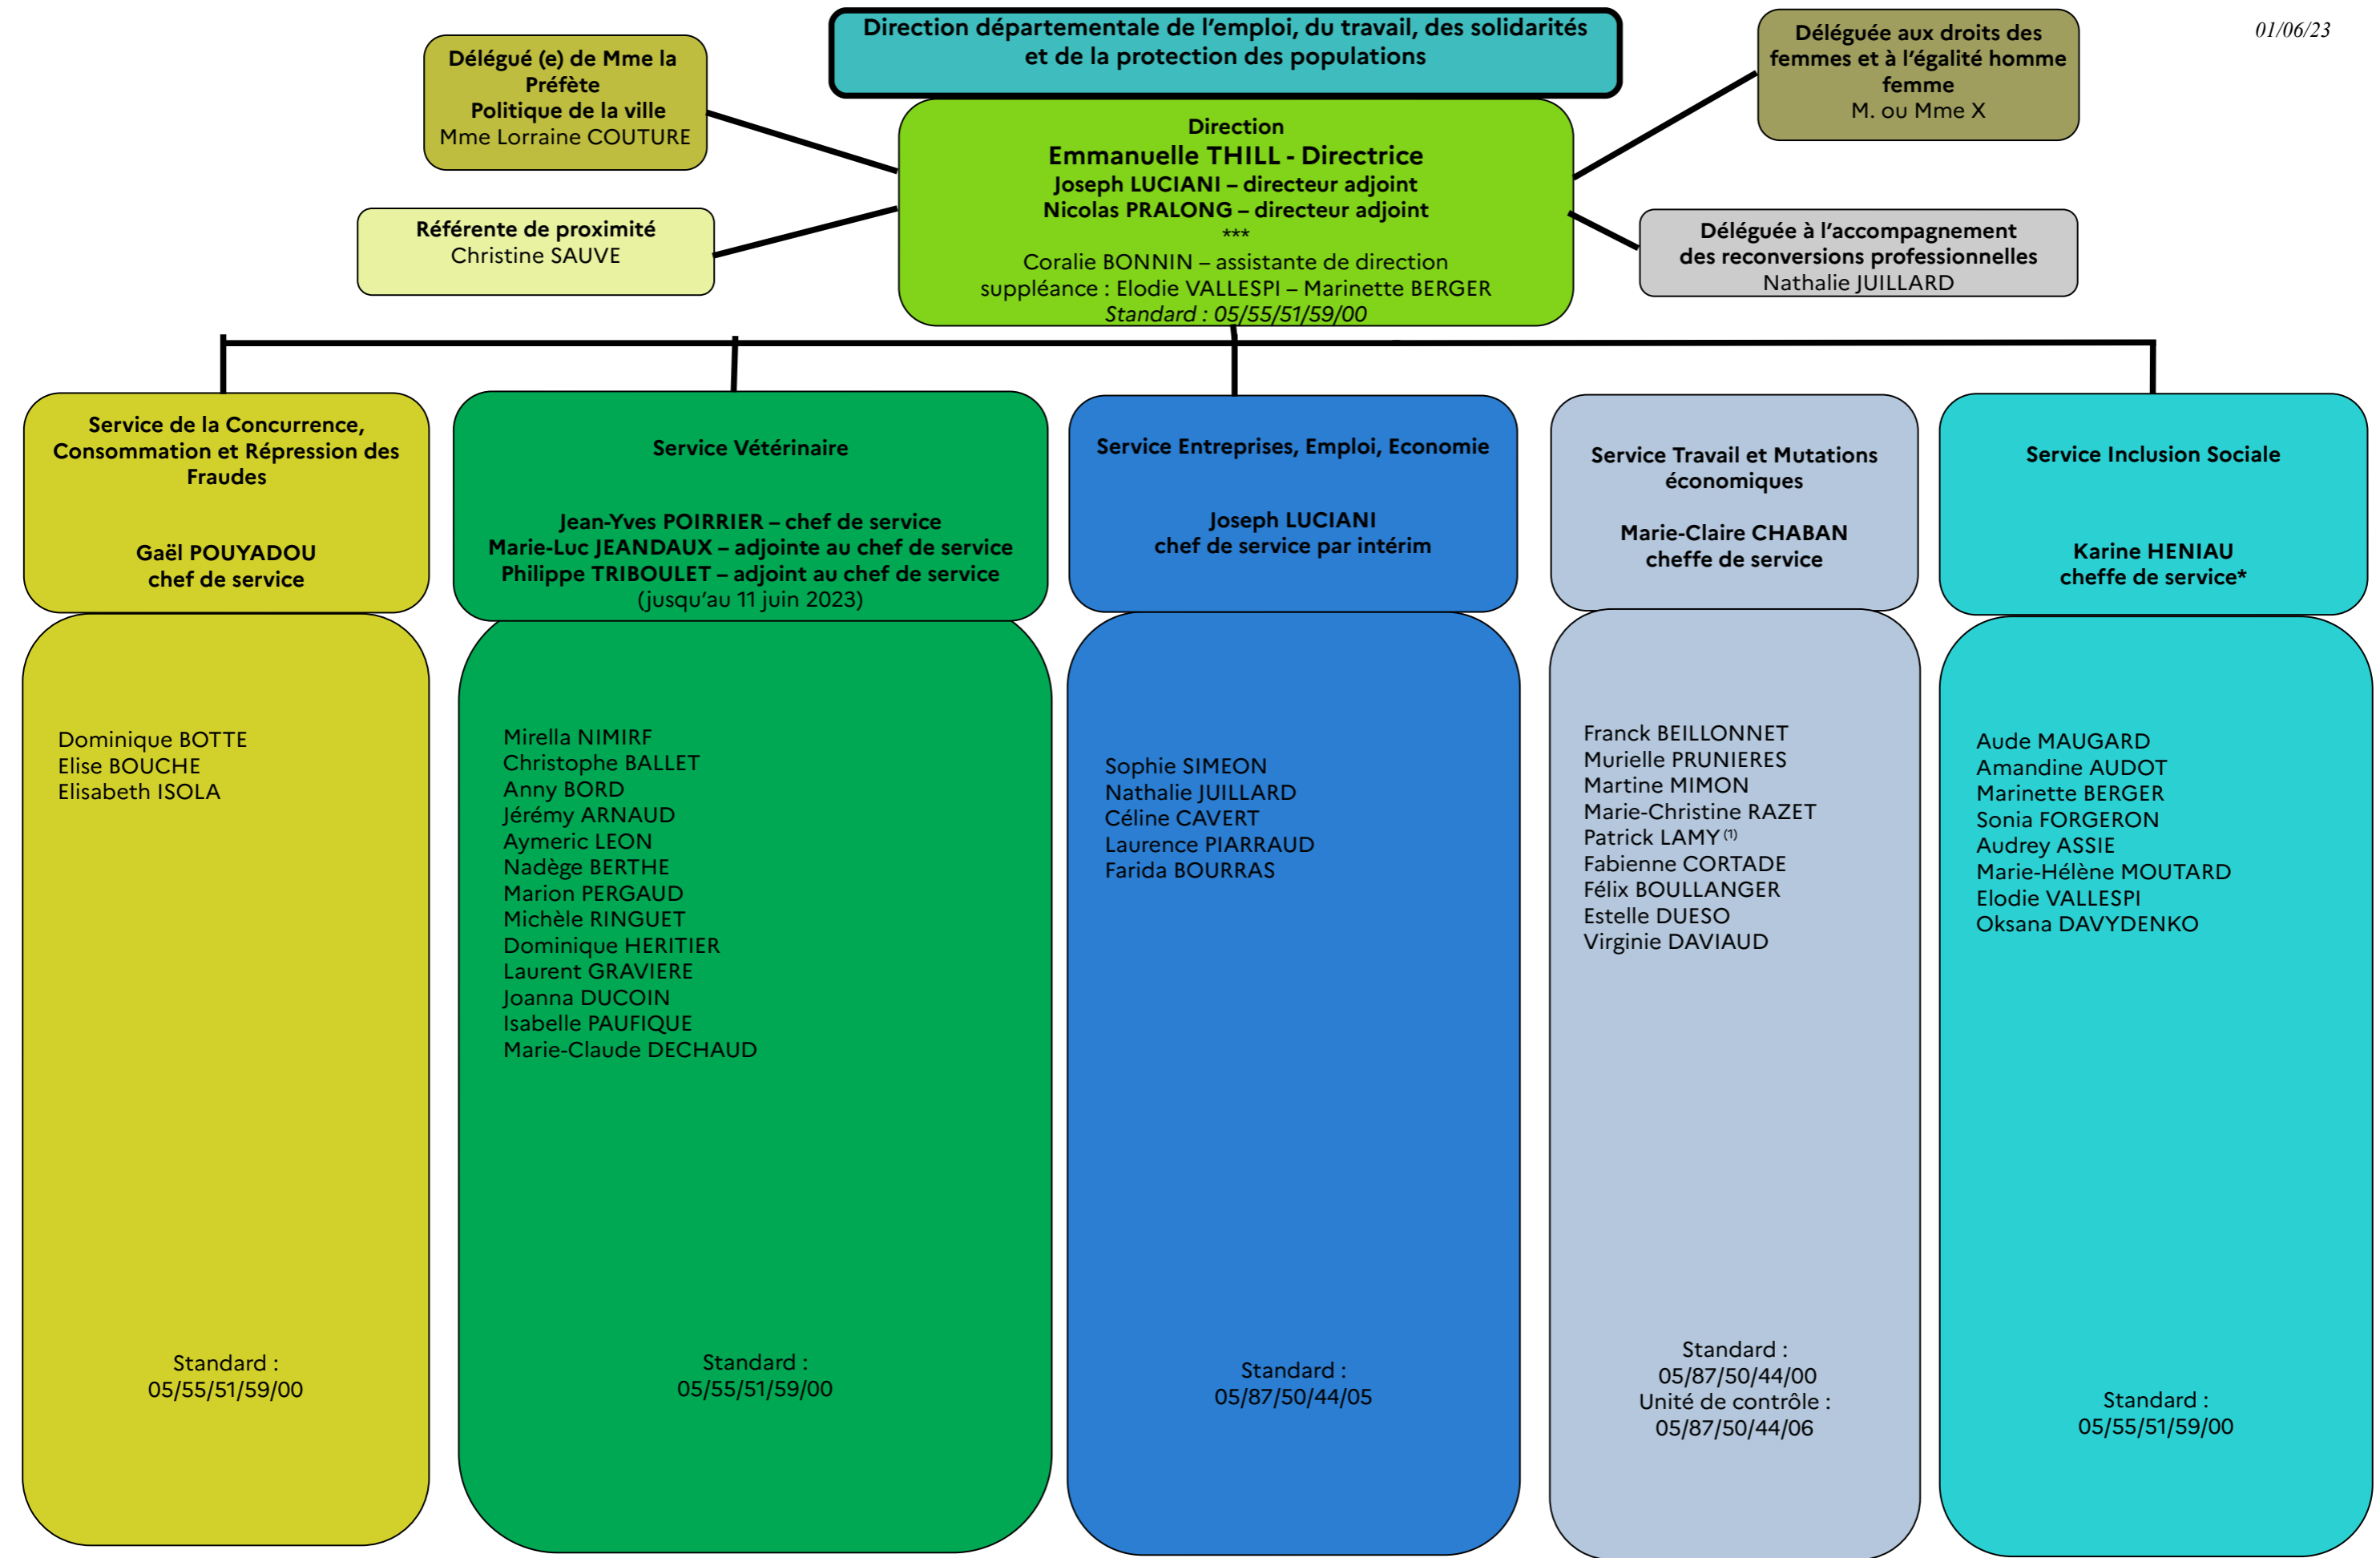 Direction départementale de l'emploi, du travail, des solidarités
et de la protection des populations
01/06/23
Délégué (e) de Mme la
Préfète
Politique de la ville
Mme Lorraine COUTURE
Déléguée aux droits des
femmes et à l'égalité homme
femme
M. ou Mme X
Direction
Emmanuelle THILL - Directrice
Joseph LUCIANI – directeur adjoint
Nicolas PRALONG – directeur adjoint
***
Coralie BONNIN – assistante de direction
suppléance : Elodie VALLESPI – Marinette BERGER
Standard : 05/55/51/59/00
Référente de proximité
Christine SAUVE
Déléguée à l'accompagnement
des reconversions professionnelles
Nathalie JUILLARD
Service de la Concurrence,
Consommation et Répression des
Fraudes
Gaël POUYADOU
chef de service
Dominique BOTTE
Elise BOUCHE
Elisabeth ISOLA
Standard :
05/55/51/59/00
Service Vétérinaire
Jean-Yves POIRRIER – chef de service
Marie-Luc JEANDAUX – adjointe au chef de service
Philippe TRIBOULET – adjoint au chef de service
(jusqu'au 11 juin 2023)
Mirella NIMIRF
Christophe BALLET
Anny BORD
Jérémy ARNAUD
Aymeric LEON
Nadège BERTHE
Marion PERGAUD
Michèle RINGUET
Dominique HERITIER
Laurent GRAVIERE
Joanna DUCOIN
Isabelle PAUFIQUE
Marie-Claude DECHAUD
Standard :
05/55/51/59/00
Service Entreprises, Emploi, Economie
Joseph LUCIANI
chef de service par intérim
Sophie SIMEON
Nathalie JUILLARD
Céline CAVERT
Laurence PIARRAUD
Farida BOURRAS
Standard :
05/87/50/44/05
Service Travail et Mutations
économiques
Marie-Claire CHABAN
cheffe de service
Franck BEILLONNET
Murielle PRUNIERES
Martine MIMON
Marie-Christine RAZET
Patrick LAMY (1)
Fabienne CORTADE
Félix BOULLANGER
Estelle DUESO
Virginie DAVIAUD
Standard :
05/87/50/44/00
Unité de contrôle :
05/87/50/44/06
Service Inclusion Sociale
Karine HENIAU
cheffe de service*
Aude MAUGARD
Amandine AUDOT
Marinette BERGER
Sonia FORGERON
Audrey ASSIE
Marie-Hélène MOUTARD
Elodie VALLESPI
Oksana DAVYDENKO
Standard :
05/55/51/59/00